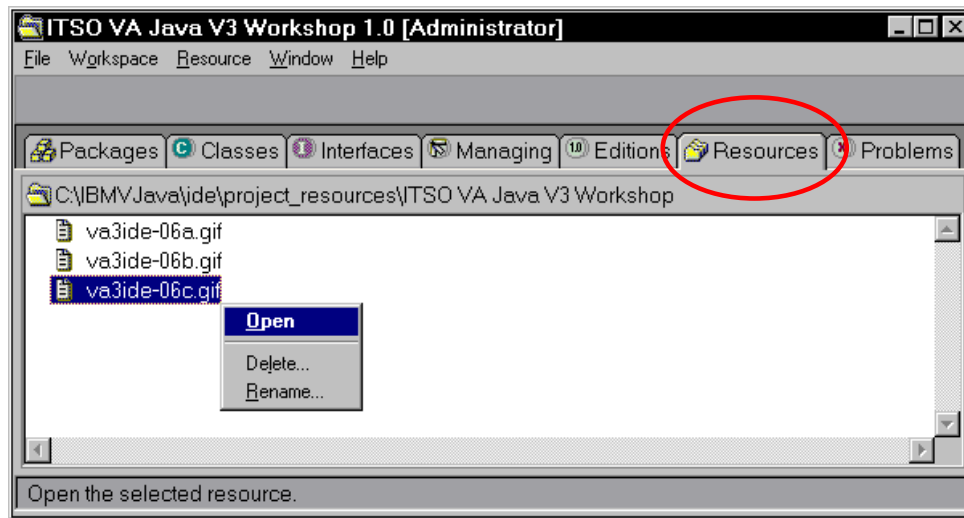 ITSO VA Java V3 Workshop 1.0 [Administrator]
File Workspace Resource Window Help
Packages Classes Interfaces Managing Editions Resources Problems
C:\IBMVJava\ide\project_resources\ITSO VA Java V3 Workshop
va3ide-06a.gif
va3ide-06b.gif
va3ide-06c.gif
Open
Delete...
Rename...
Open the selected resource.